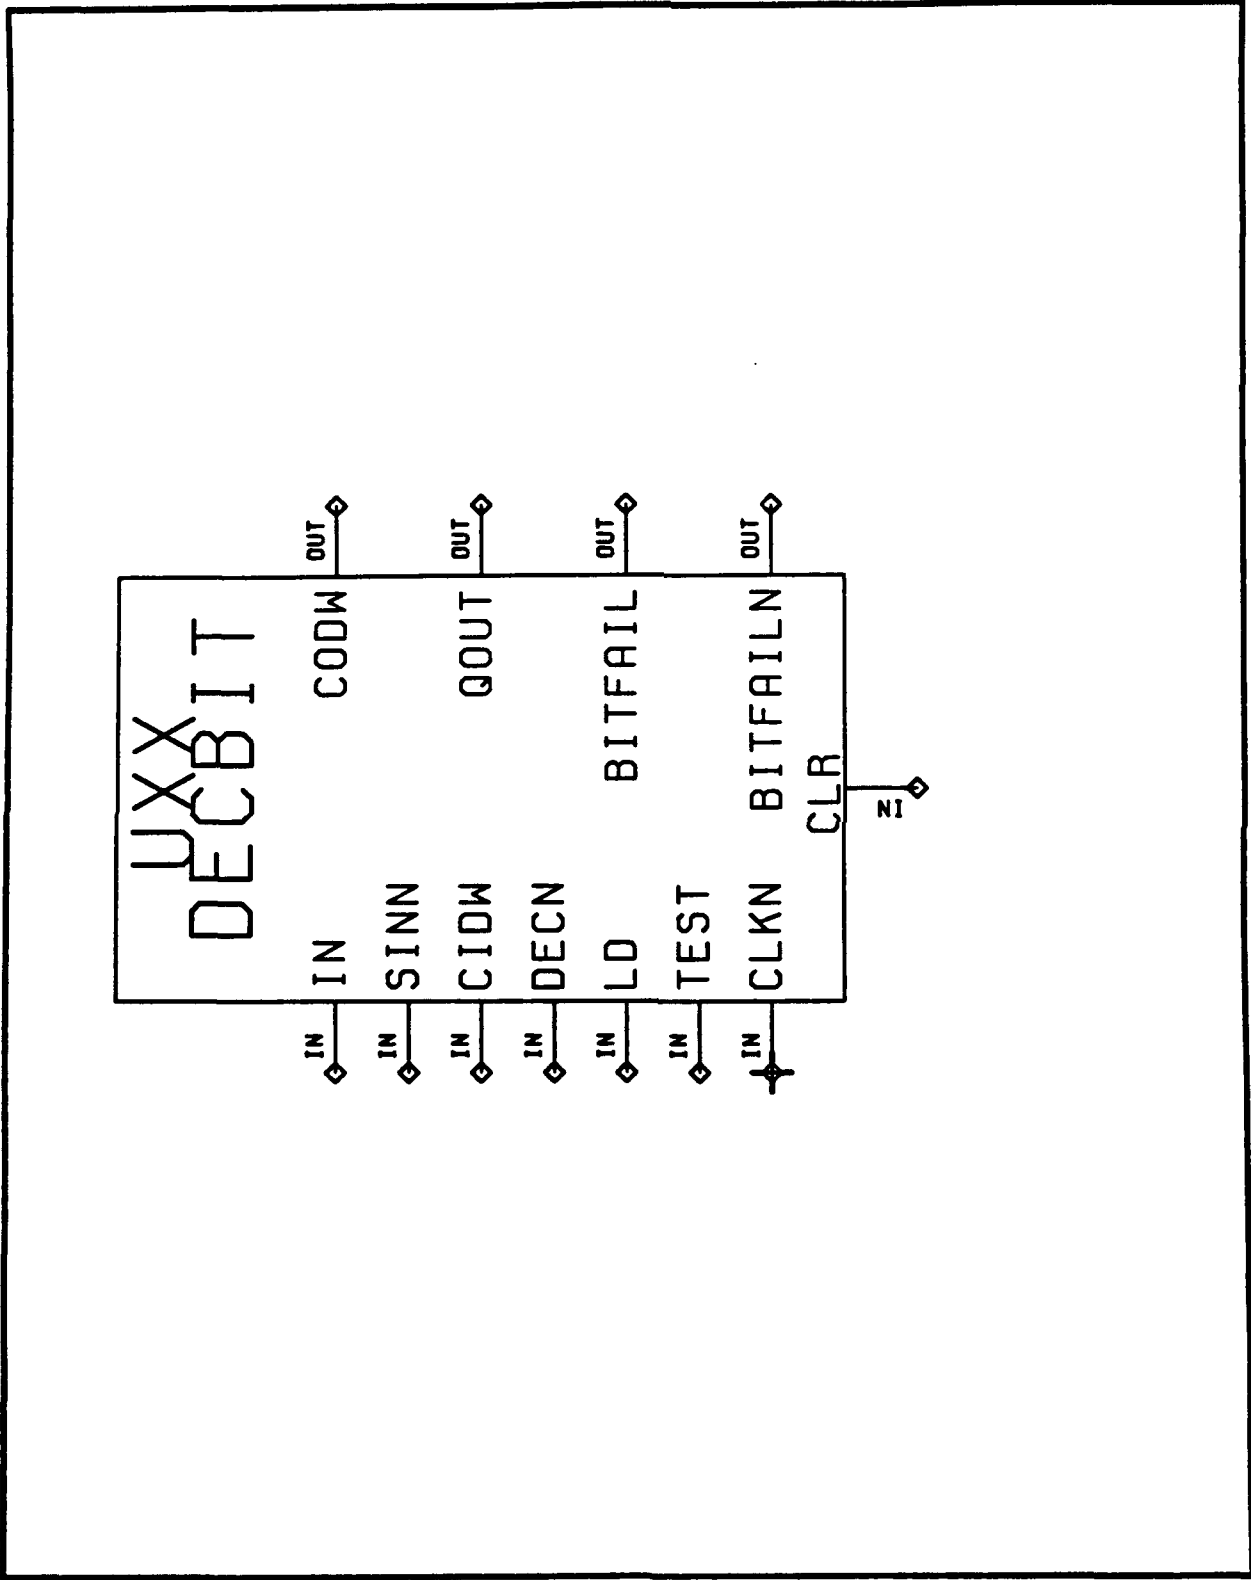 UXX
DECBIT
IN IN CODW OUT
IN SINN
IN CIDW QOUT OUT
IN DECN
IN LD BITFAIL OUT
IN TEST
IN CLKN BITFAILN OUT
CLR
IN